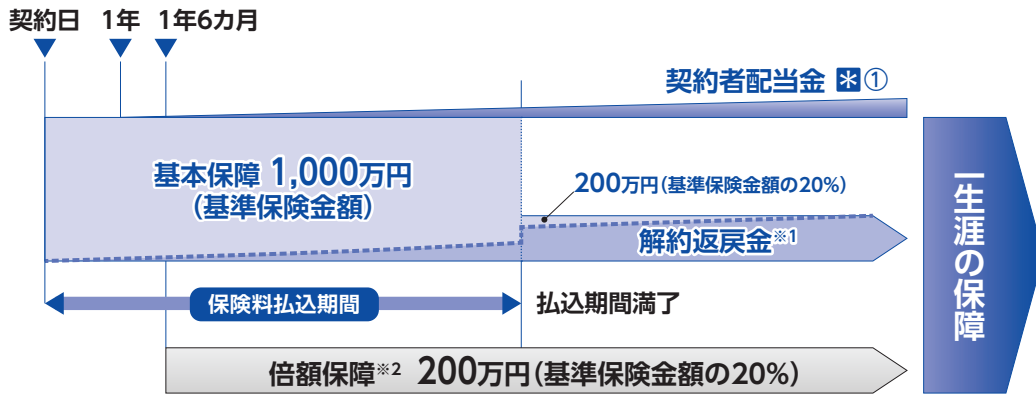 契約日 1年 1年6カ月
契約者配当金 *①
基本保障 1,000万円
(基準保険金額)
200万円(基準保険金額の20%)
解約返戻金※1
保険料払込期間
払込期間満了
倍額保障※2 200万円(基準保険金額の20%)
一生涯の保障